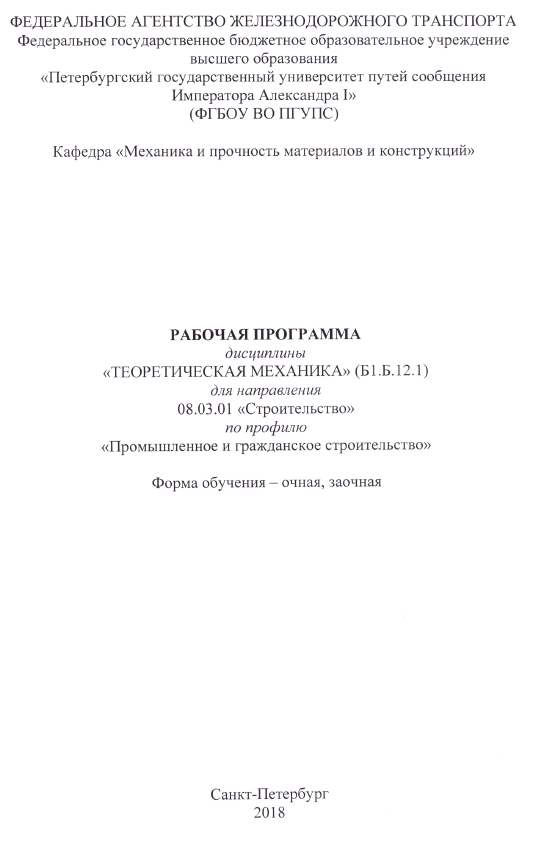 ФЕДЕРАЛЬНОЕ АГЕНТСТВО ЖЕЛЕЗНОДОРОЖНОГО ТРАНСПОРТА
Федеральное государственное бюджетное образовательное учреждение
высшего образования
«Петербургский государственный университет путей сообщения
Императора Александра I»
(ФГБОУ ВО ПГУПС)
Кафедра «Механика и прочность материалов и конструкций»
РАБОЧАЯ ПРОГРАММА
дисциплины
«ТЕОРЕТИЧЕСКАЯ МЕХАНИКА» (Б1.Б.12.1)
для направления
08.03.01 «Строительство»
по профилю
«Промышленное и гражданское строительство»
Форма обучения – очная, заочная
Санкт-Петербург
2018